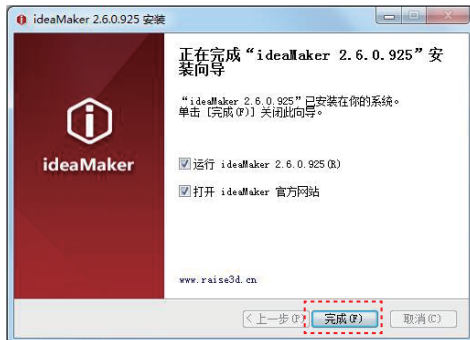 ideaMaker 2.6.0.925 安装
正在完成“ideaMaker 2.6.0.925”安
装向导
“ideaMaker 2.6.0.925”已安装在你的系统。
单击 [完成(F)] 关闭此向导。
ideaMaker
运行 ideaMaker 2.6.0.925(R)
打开 ideaMaker 官方网站
www.raise3d.cn
<上一步(P)
完成(F)
取消(C)